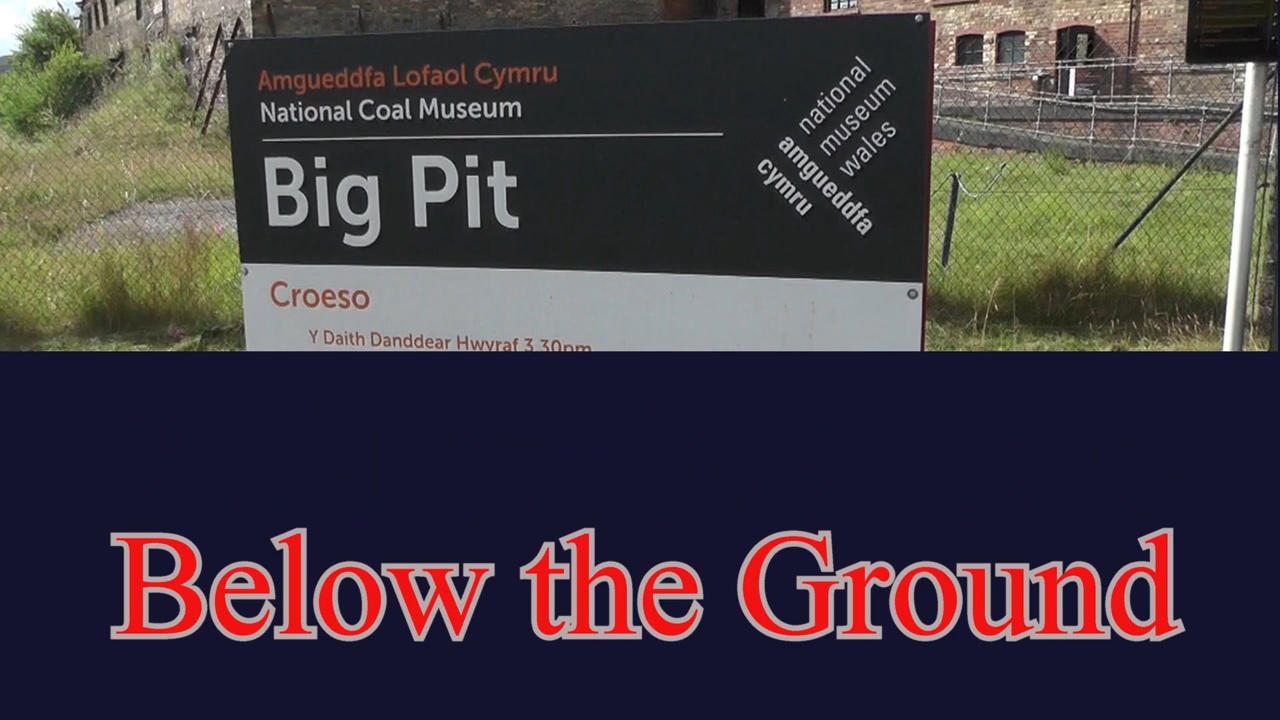 Amgueddfa Lofaol Cymru
National Coal Museum
Big Pit
national
museum
wales
amgueddfa
cymru
Croeso
Y Daith Danddear Hwyraf 3.30pm
Below the Ground